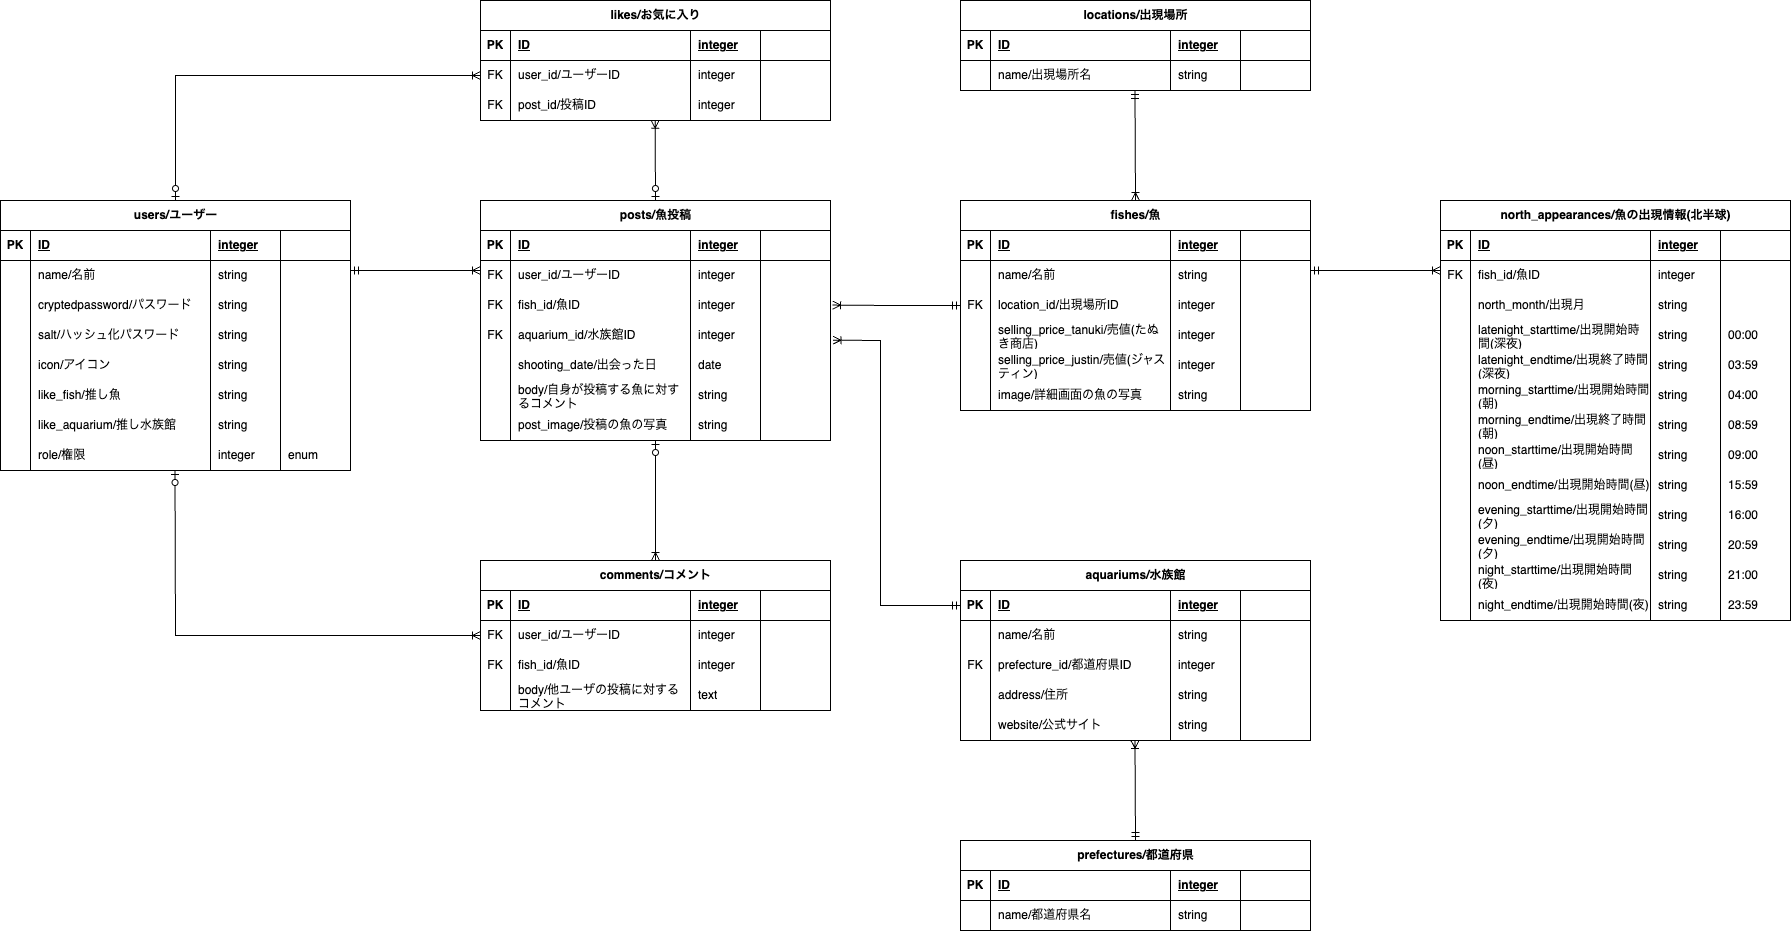 likes/お気に入り
PK ID integer
FK user_id/ユーザーID integer
FK post_id/投稿ID integer
locations/出現場所
PK ID integer
name/出現場所名 string
users/ユーザー
PK ID integer
name/名前 string
cryptedpassword/パスワード string
salt/ハッシュ化パスワード string
icon/アイコン string
like_fish/推し魚 string
like_aquarium/推し水族館 string
role/権限 integer enum
posts/魚投稿
PK ID integer
FK user_id/ユーザーID integer
FK fish_id/魚ID integer
FK aquarium_id/水族館ID integer
shooting_date/出会った日 date
body/自身が投稿する魚に対す
るコメント string
post_image/投稿の魚の写真 string
fishes/魚
PK ID integer
name/名前 string
FK location_id/出現場所ID integer
selling_price_tanuki/売値(たぬ
き商店) integer
selling_price_justin/売値(ジャス
ティン) integer
image/詳細画面の魚の写真 string
north_appearances/魚の出現情報(北半球)
PK ID integer
FK fish_id/魚ID integer
north_month/出現月 string
latenight_starttime/出現開始時
間(深夜) string 00:00
latenight_endtime/出現終了時間
(深夜) string 03:59
morning_starttime/出現開始時間
(朝) string 04:00
morning_endtime/出現終了時間
(朝) string 08:59
noon_starttime/出現開始時間
(昼) string 09:00
noon_endtime/出現開始時間(昼) string 15:59
evening_starttime/出現開始時間
(夕) string 16:00
evening_endtime/出現開始時間
(夕) string 20:59
night_starttime/出現開始時間
(夜) string 21:00
night_endtime/出現開始時間(夜) string 23:59
comments/コメント
PK ID integer
FK user_id/ユーザーID integer
FK fish_id/魚ID integer
body/他ユーザの投稿に対する
コメント text
aquariums/水族館
PK ID integer
name/名前 string
FK prefecture_id/都道府県ID integer
address/住所 string
website/公式サイト string
prefectures/都道府県
PK ID integer
name/都道府県名 string